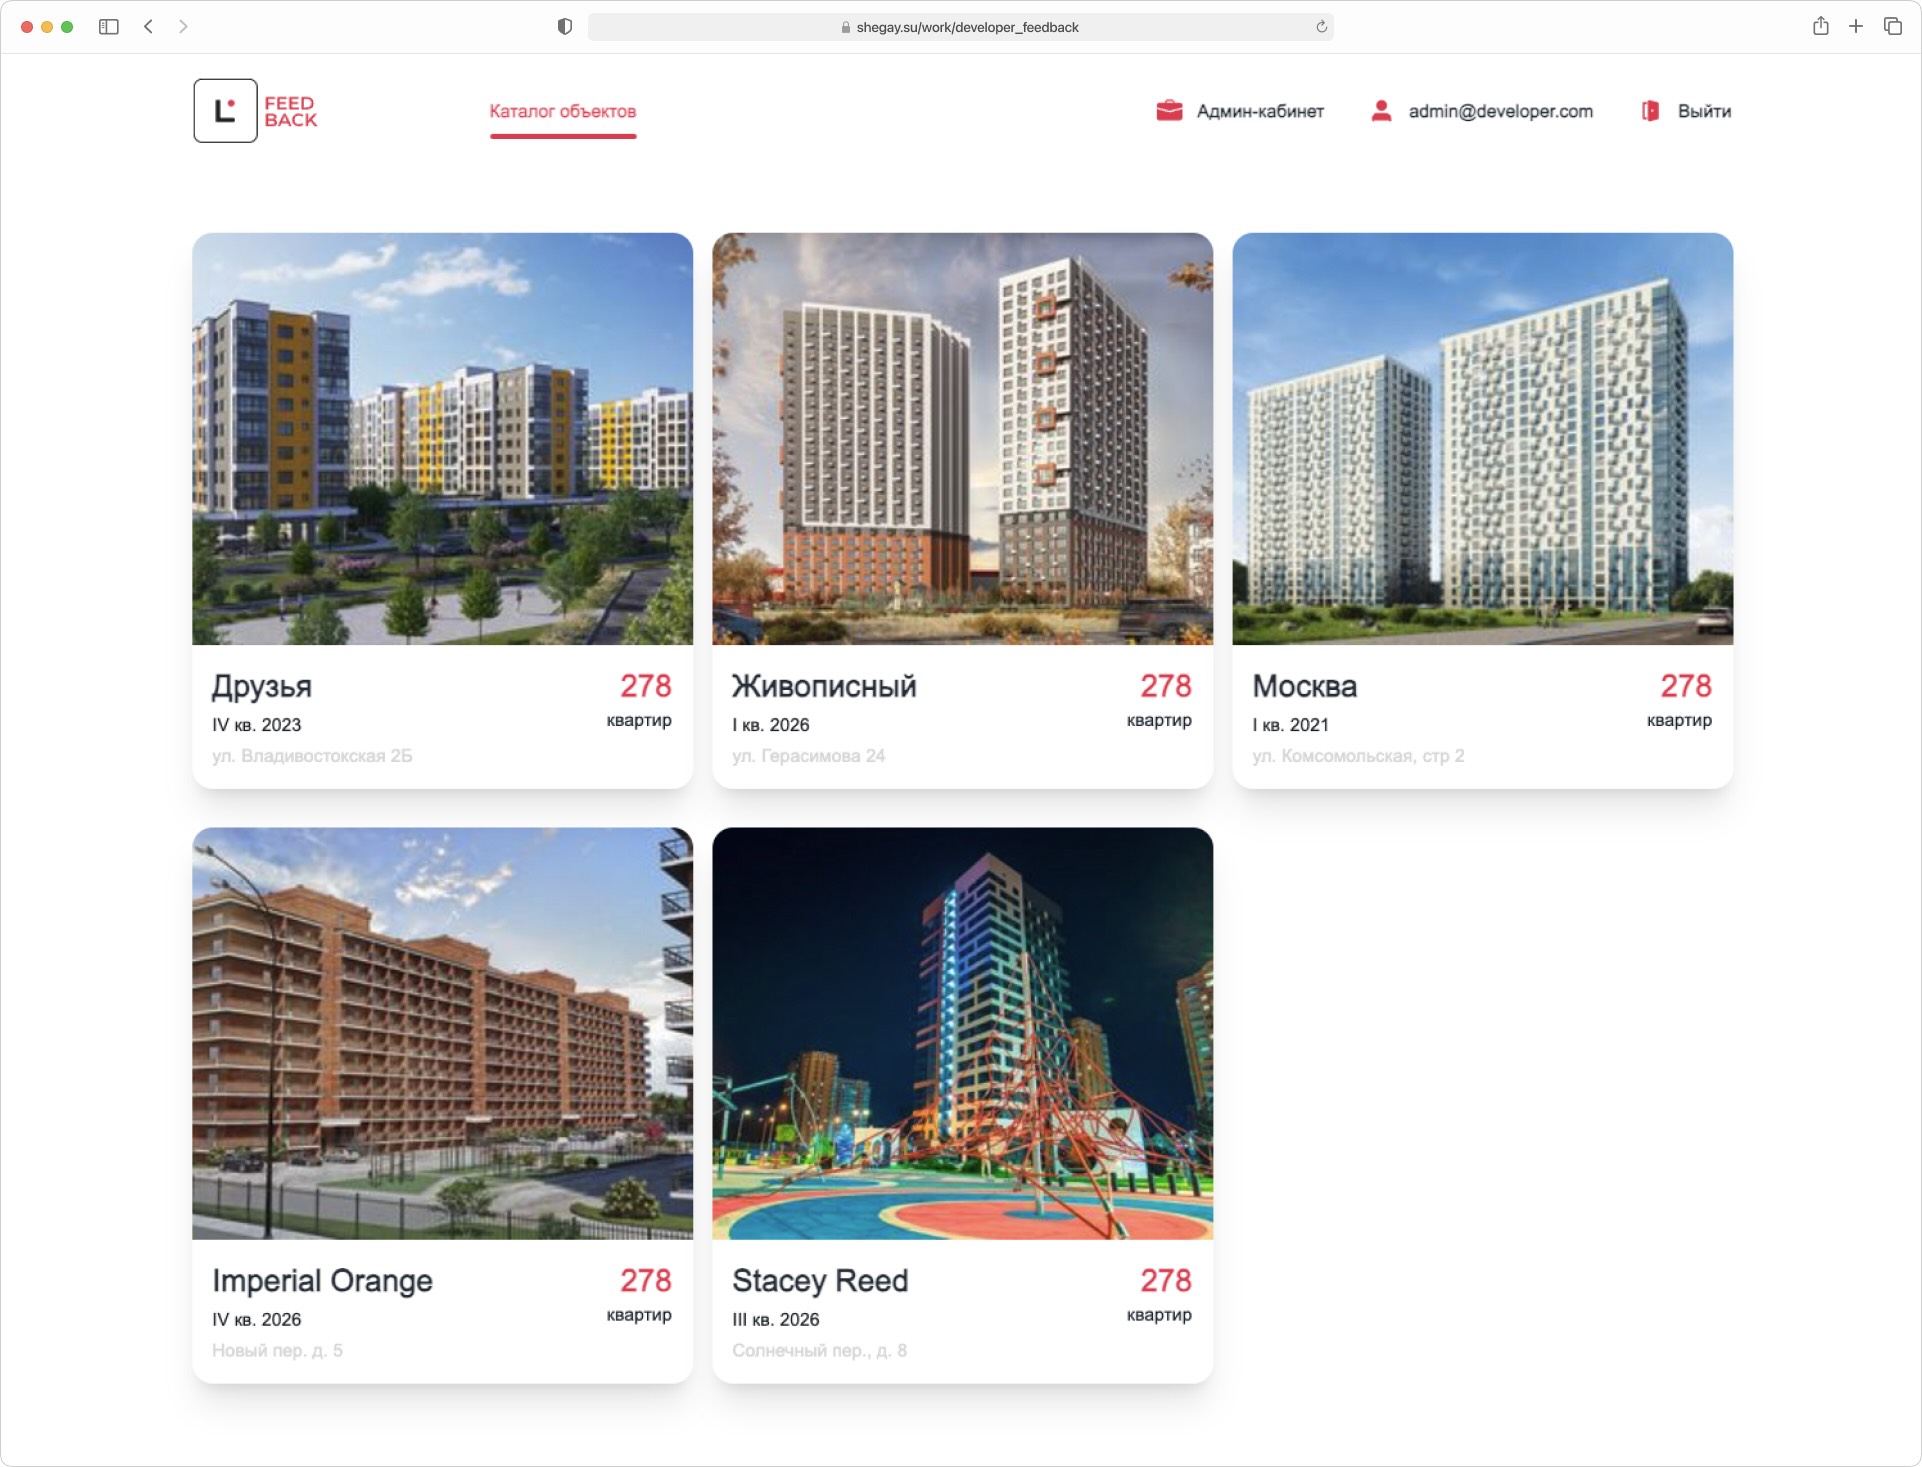 shegay.su/work/developer_feedback
FEED
BACK
Каталог объектов
Админ-кабинет
admin@developer.com
Выйти
Друзья
278
IV кв. 2023
квартир
ул. Владивостокская 2Б
Живописный
278
I кв. 2026
квартир
ул. Герасимова 24
Москва
278
I кв. 2021
квартир
ул. Комсомольская, стр 2
Imperial Orange
278
IV кв. 2026
квартир
Новый пер. д. 5
Stacey Reed
278
III кв. 2026
квартир
Солнечный пер., д. 8